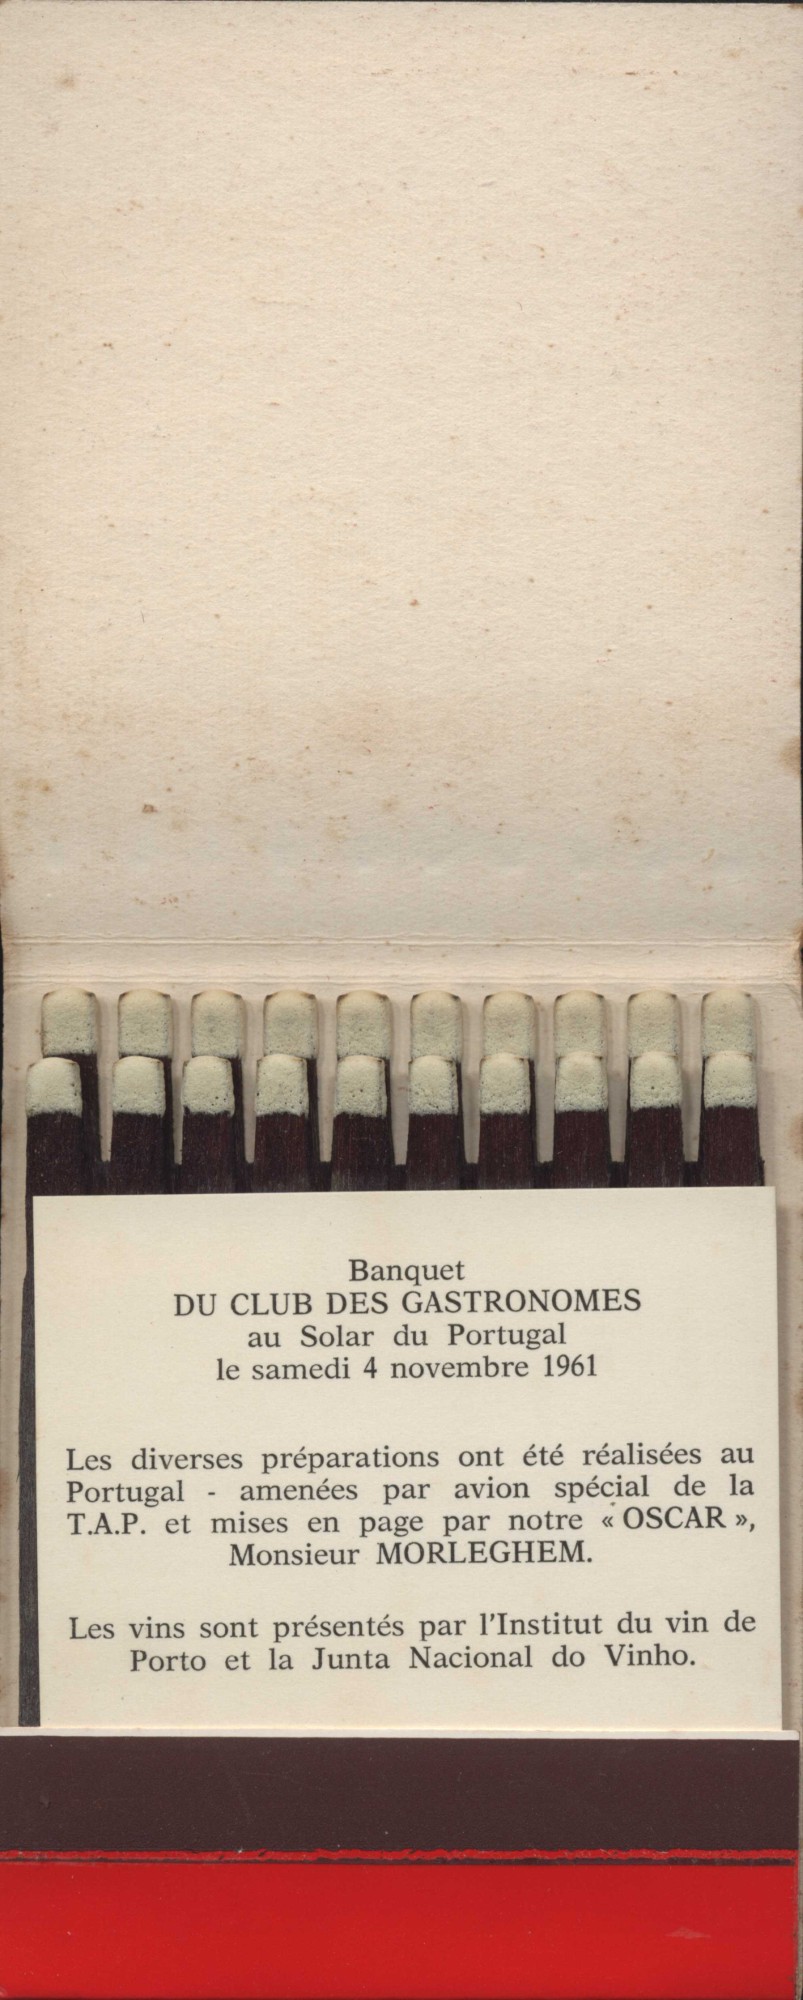 Banquet
DU CLUB DES GASTRONOMES
au Solar du Portugal
le samedi 4 novembre 1961
Les diverses préparations ont été réalisées au
Portugal - amenées par avion spécial de la
T.A.P. et mises en page par notre « OSCAR »,
Monsieur MORLEGHEM.
Les vins sont présentés par l'Institut du vin de
Porto et la Junta Nacional do Vinho.